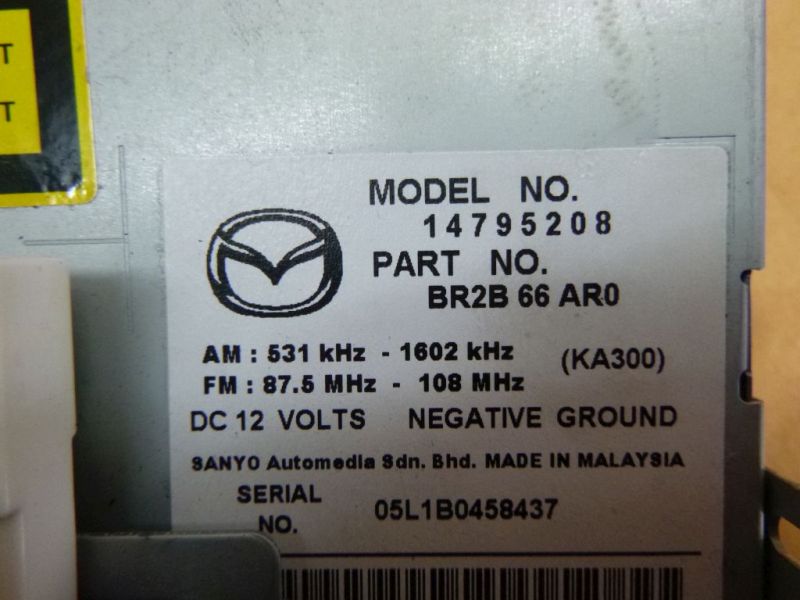 T
T
MODEL NO.
14795208
PART NO.
BR2B 66 AR0
AM : 531 kHz - 1602 kHz (KA300)
FM : 87.5 MHz - 108 MHz
DC 12 VOLTS NEGATIVE GROUND
SANYO Automedia Sdn. Bhd. MADE IN MALAYSIA
SERIAL NO. 05L1B0458437